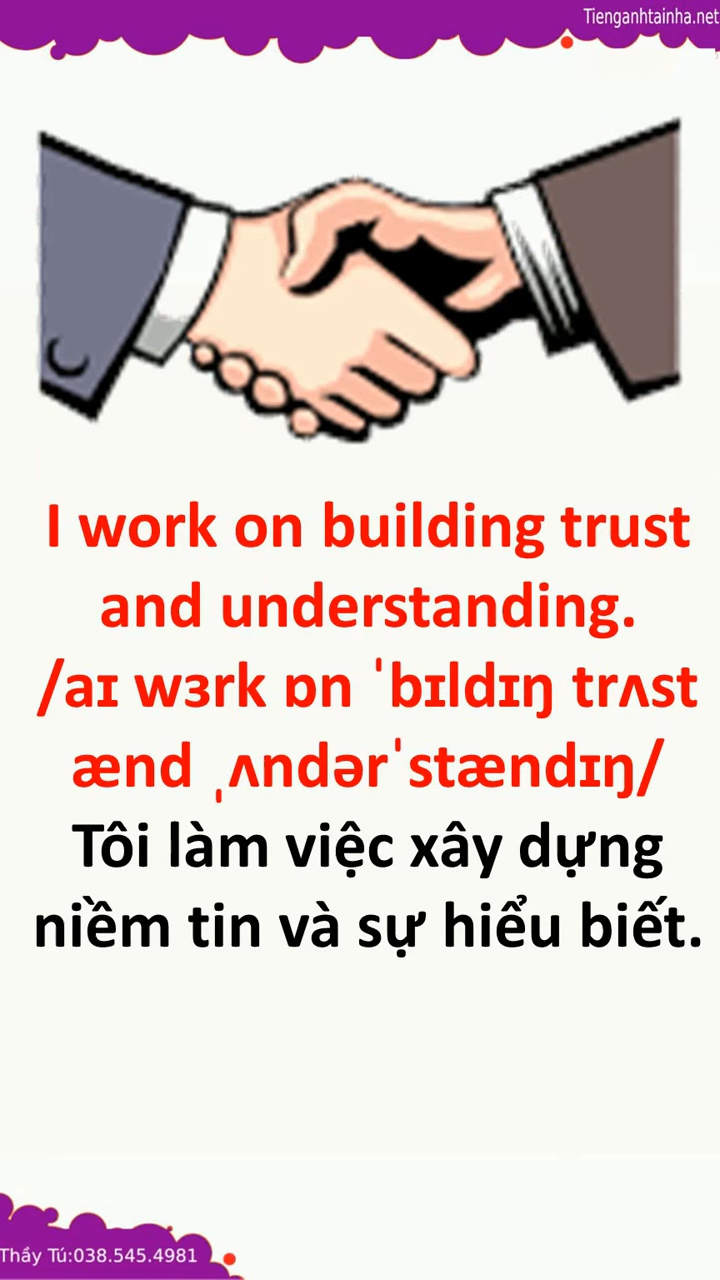 Tienganhtainha.net
I work on building trust
and understanding.
/aɪ wɜrk ɒn ˈbɪldɪŋ trʌst
ænd ˌʌndərˈstændɪŋ/
Tôi làm việc xây dựng
niềm tin và sự hiểu biết.
Thầy Tú:038.545.4981